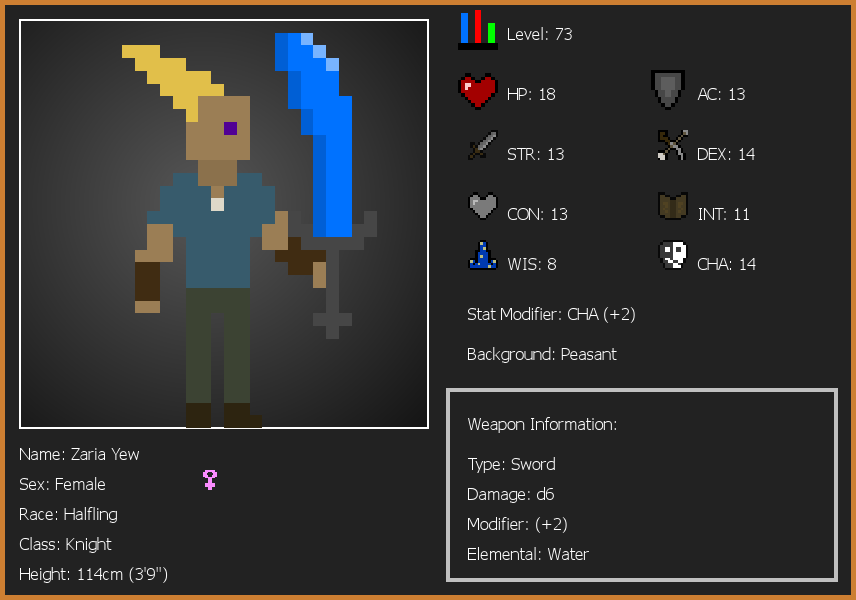 Level: 73
HP: 18
AC: 13
STR: 13
DEX: 14
CON: 13
INT: 11
WIS: 8
CHA: 14
Stat Modifier: CHA (+2)
Background: Peasant
Weapon Information:
Type: Sword
Damage: d6
Modifier: (+2)
Elemental: Water
Name: Zaria Yew
Sex: Female
Race: Halfling
Class: Knight
Height: 114cm (3'9")